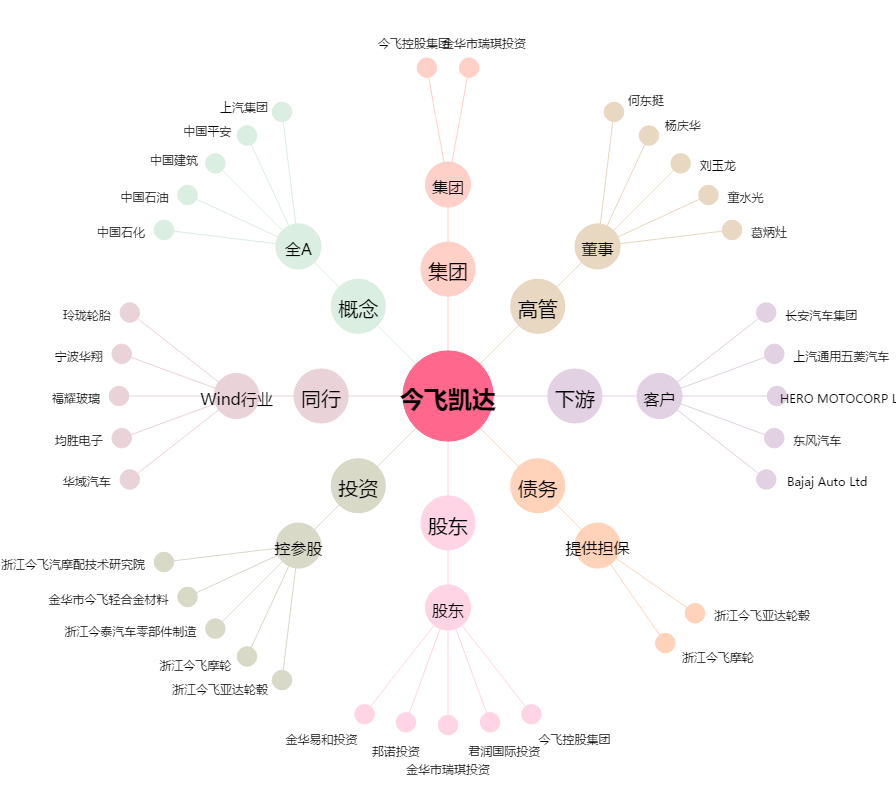 今飞控股集团
金华市瑞琪投资
上汽集团
何东挺
中国平安
杨庆华
中国建筑
刘玉龙
集团
中国石油
童水光
中国石化
葛炳灶
全A
董事
集团
概念
高管
玲珑轮胎
长安汽车集团
宁波华翔
上汽通用五菱汽车
福耀玻璃
Wind行业
同行
今飞凯达
下游
客户
HERO MOTOCORP L
均胜电子
东风汽车
华域汽车
Bajaj Auto Ltd
投资
债务
股东
控参股
提供担保
浙江今飞汽摩配技术研究院
金华市今飞轻合金材料
股东
浙江今飞亚达轮毂
浙江今泰汽车零部件制造
浙江今飞摩轮
浙江今飞摩轮
浙江今飞亚达轮毂
金华易和投资
今飞控股集团
邦诺投资
君润国际投资
金华市瑞琪投资